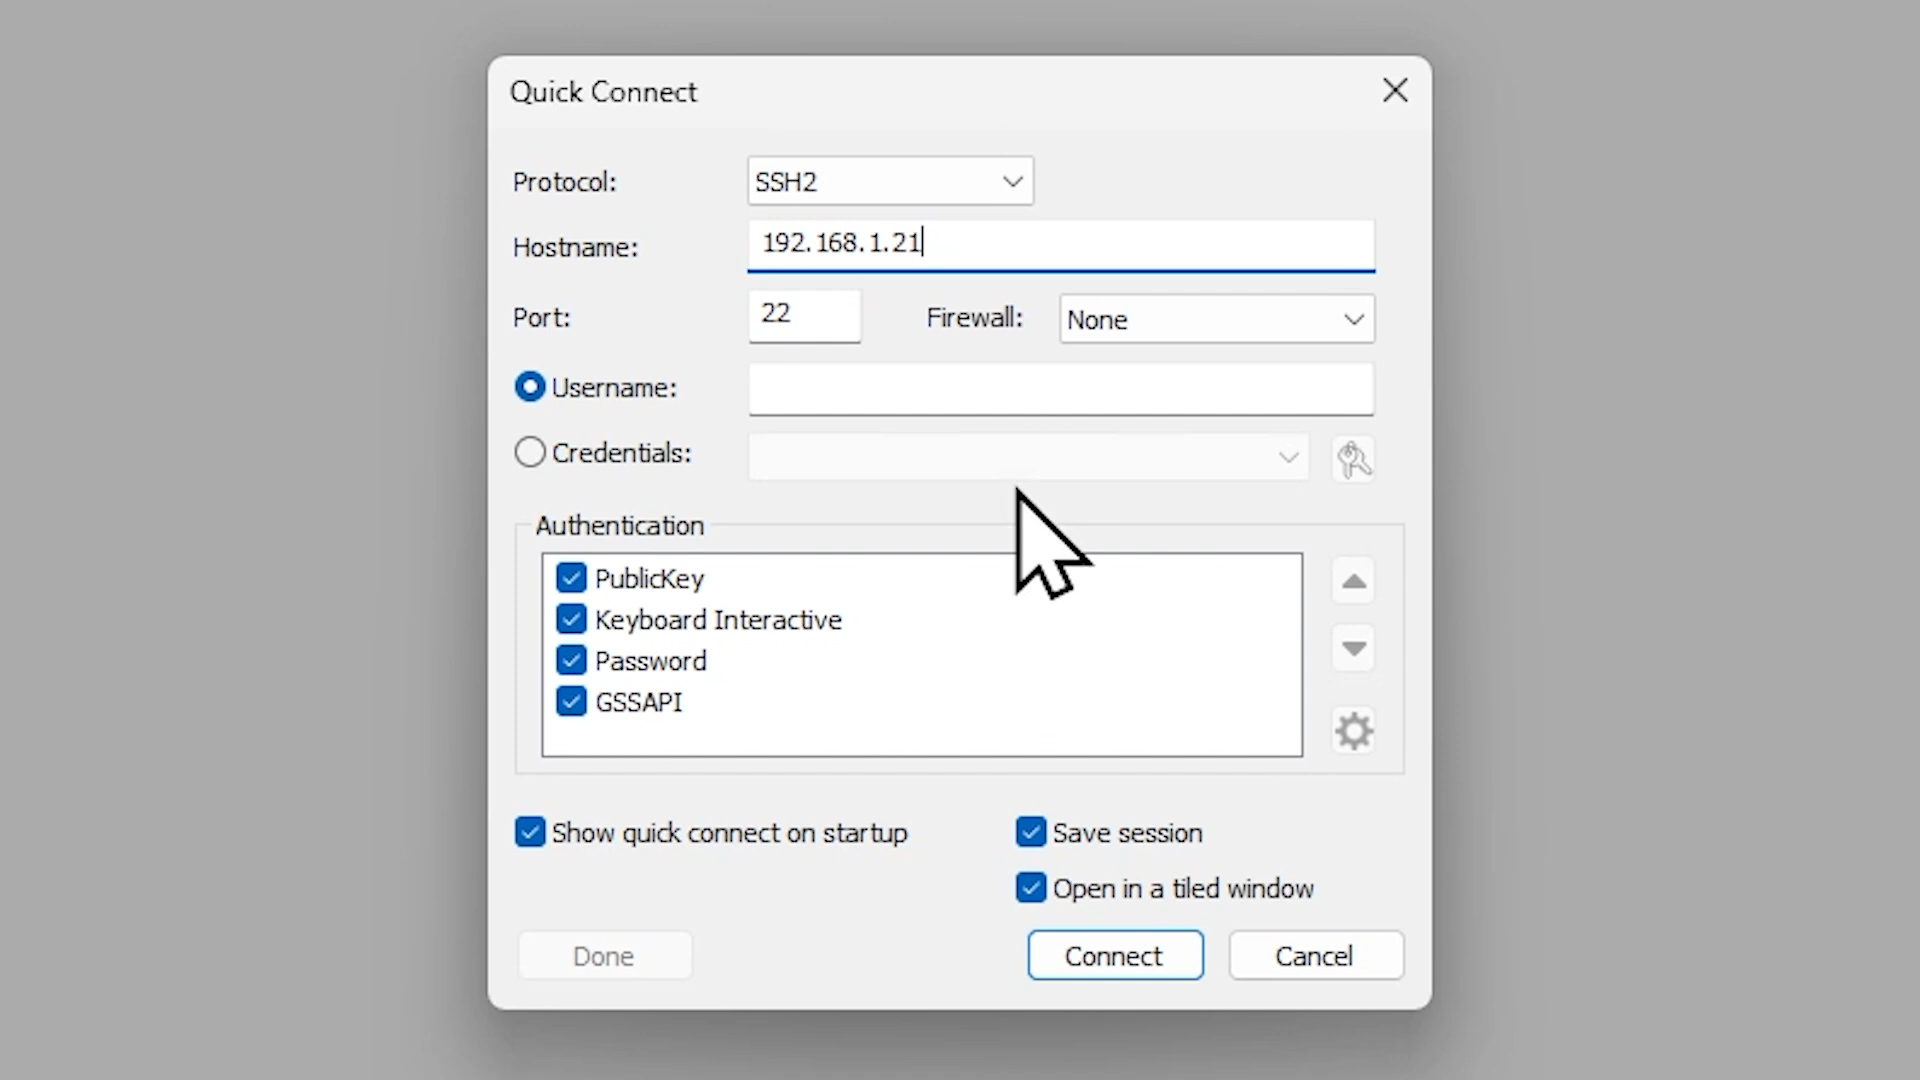 Quick Connect
Protocol: SSH2
Hostname: 192.168.1.21
Port: 22 Firewall: None
Username:
Credentials:
Authentication
PublicKey
Keyboard Interactive
Password
GSSAPI
Show quick connect on startup Save session
Open in a tiled window
Done Connect Cancel